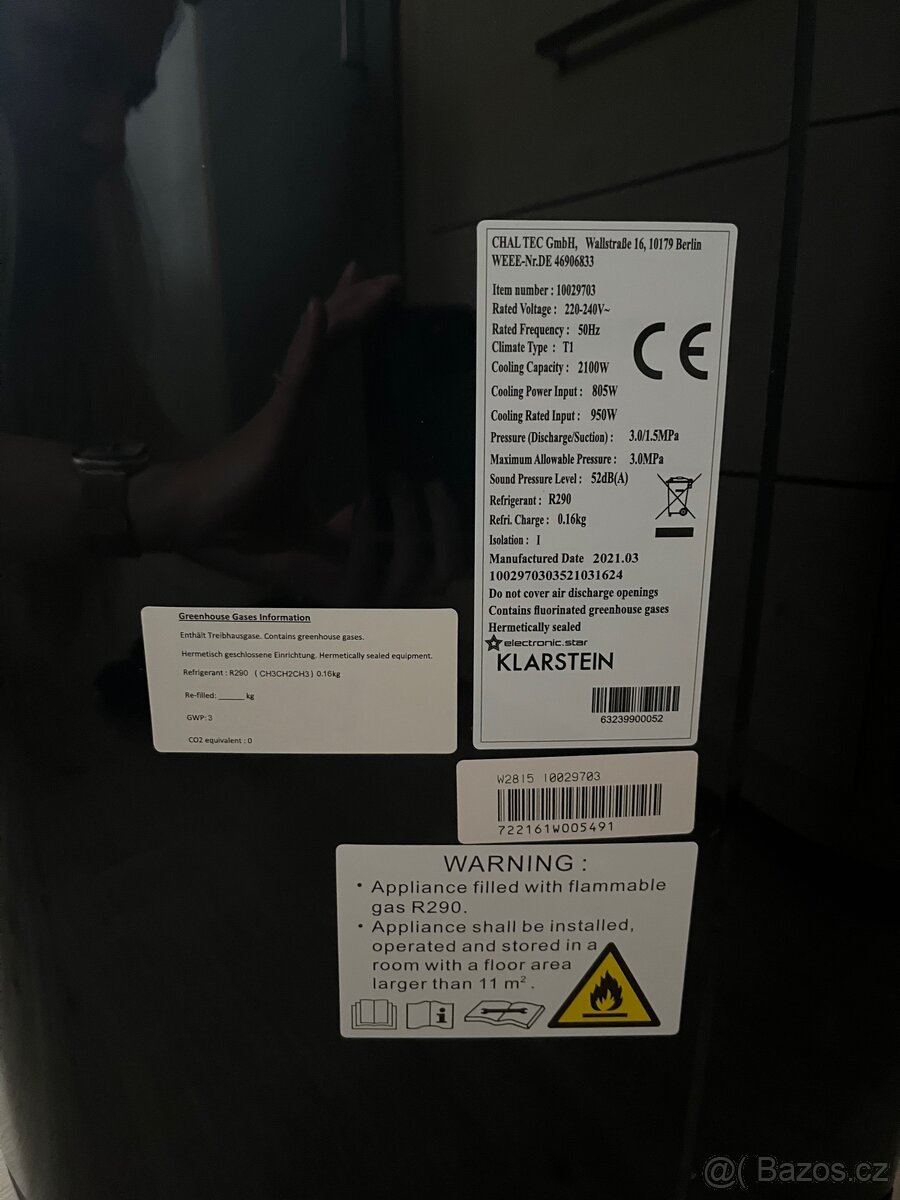 CHAL TEC GmbH, Wallstraße 16, 10179 Berlin
WEEE-Nr.DE 46906833
Item number : 10029703
Rated Voltage : 220-240V~
Rated Frequency : 50Hz
Climate Type : T1
Cooling Capacity : 2100W
CE
Cooling Power Input : 805W
Cooling Rated Input : 950W
Pressure (Discharge/Suction) : 3.0/1.5MPa
Maximum Allowable Pressure : 3.0MPa
Sound Pressure Level : 52dB(A)
Refrigerant : R290
Refri. Charge : 0.16kg
Isolation : I
Manufactured Date 2021.03
1002970303521031624
Do not cover air discharge openings
Contains fluorinated greenhouse gases
Hermetically sealed
electronic.star
KLARSTEIN
63239900052
Greenhouse Gases Information
Enthält Treibhausgase. Contains greenhouse gases.
Hermetisch geschlossene Einrichtung. Hermetically sealed equipment.
Refrigerant : R290 ( CH3CH2CH3 ) 0.16kg
Re-filled: ______ kg
GWP: 3
CO2 equivalent : 0
W2815 10029703
722161W005491
WARNING :
• Appliance filled with flammable
gas R290.
• Appliance shall be installed,
operated and stored in a
room with a floor area
larger than 11 m².
i
@( Bazos.cz